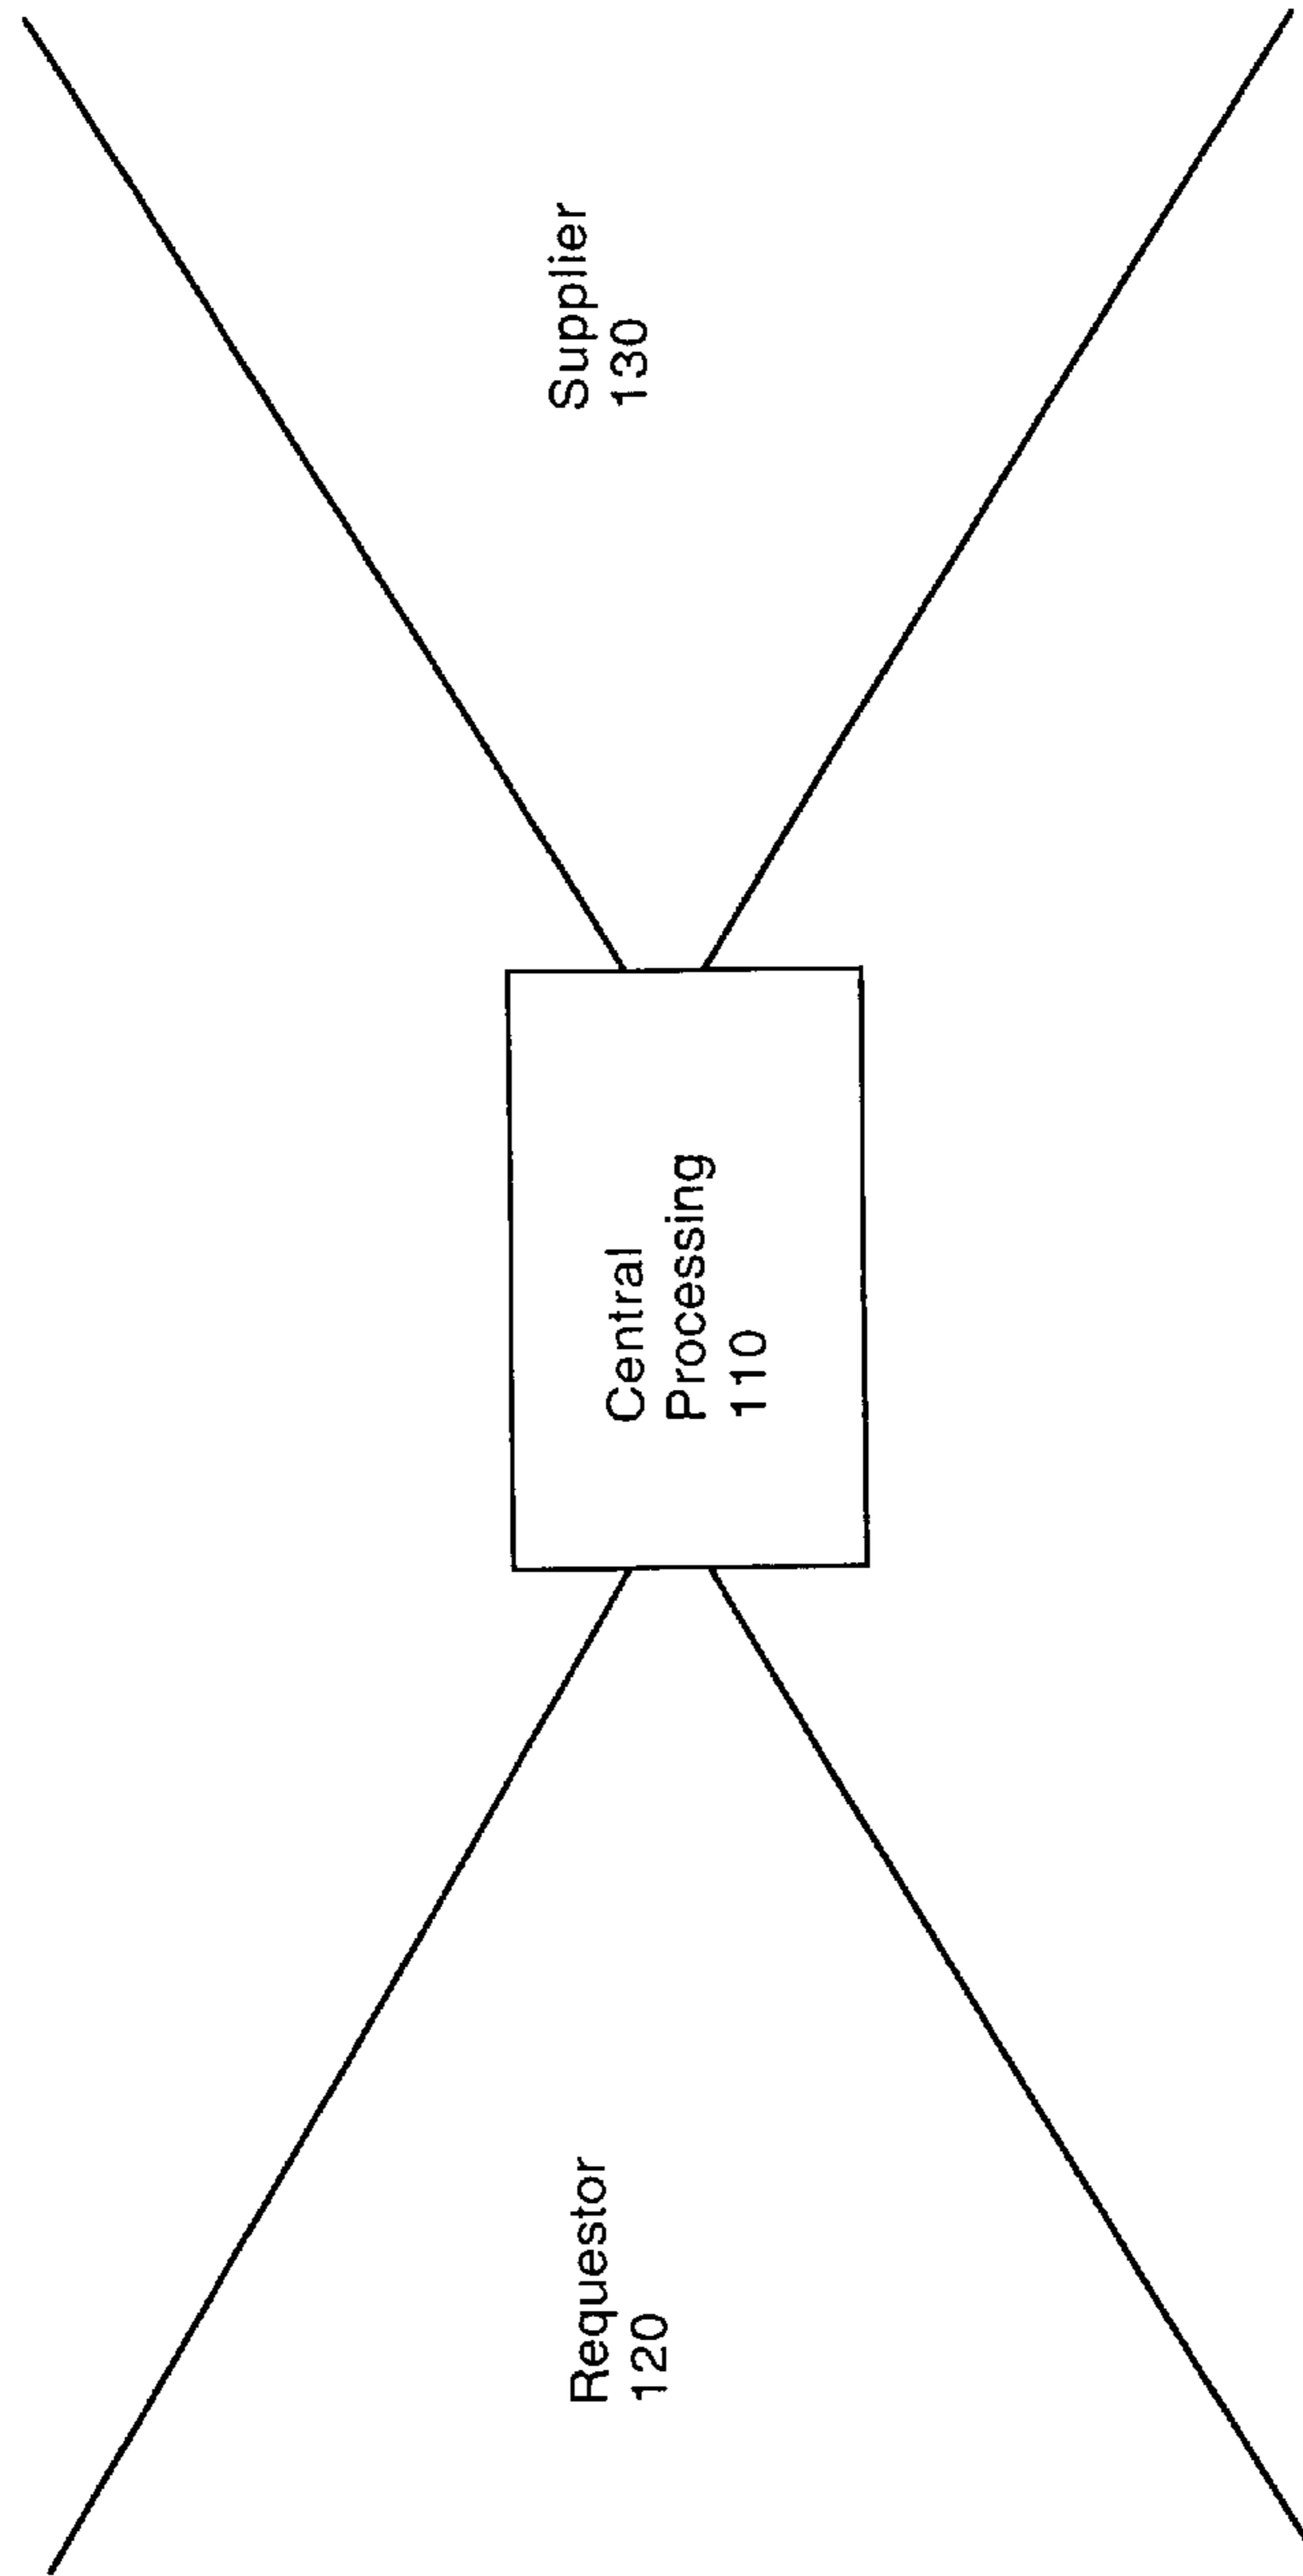 Requestor
120
Central
Processing
110
Supplier
130